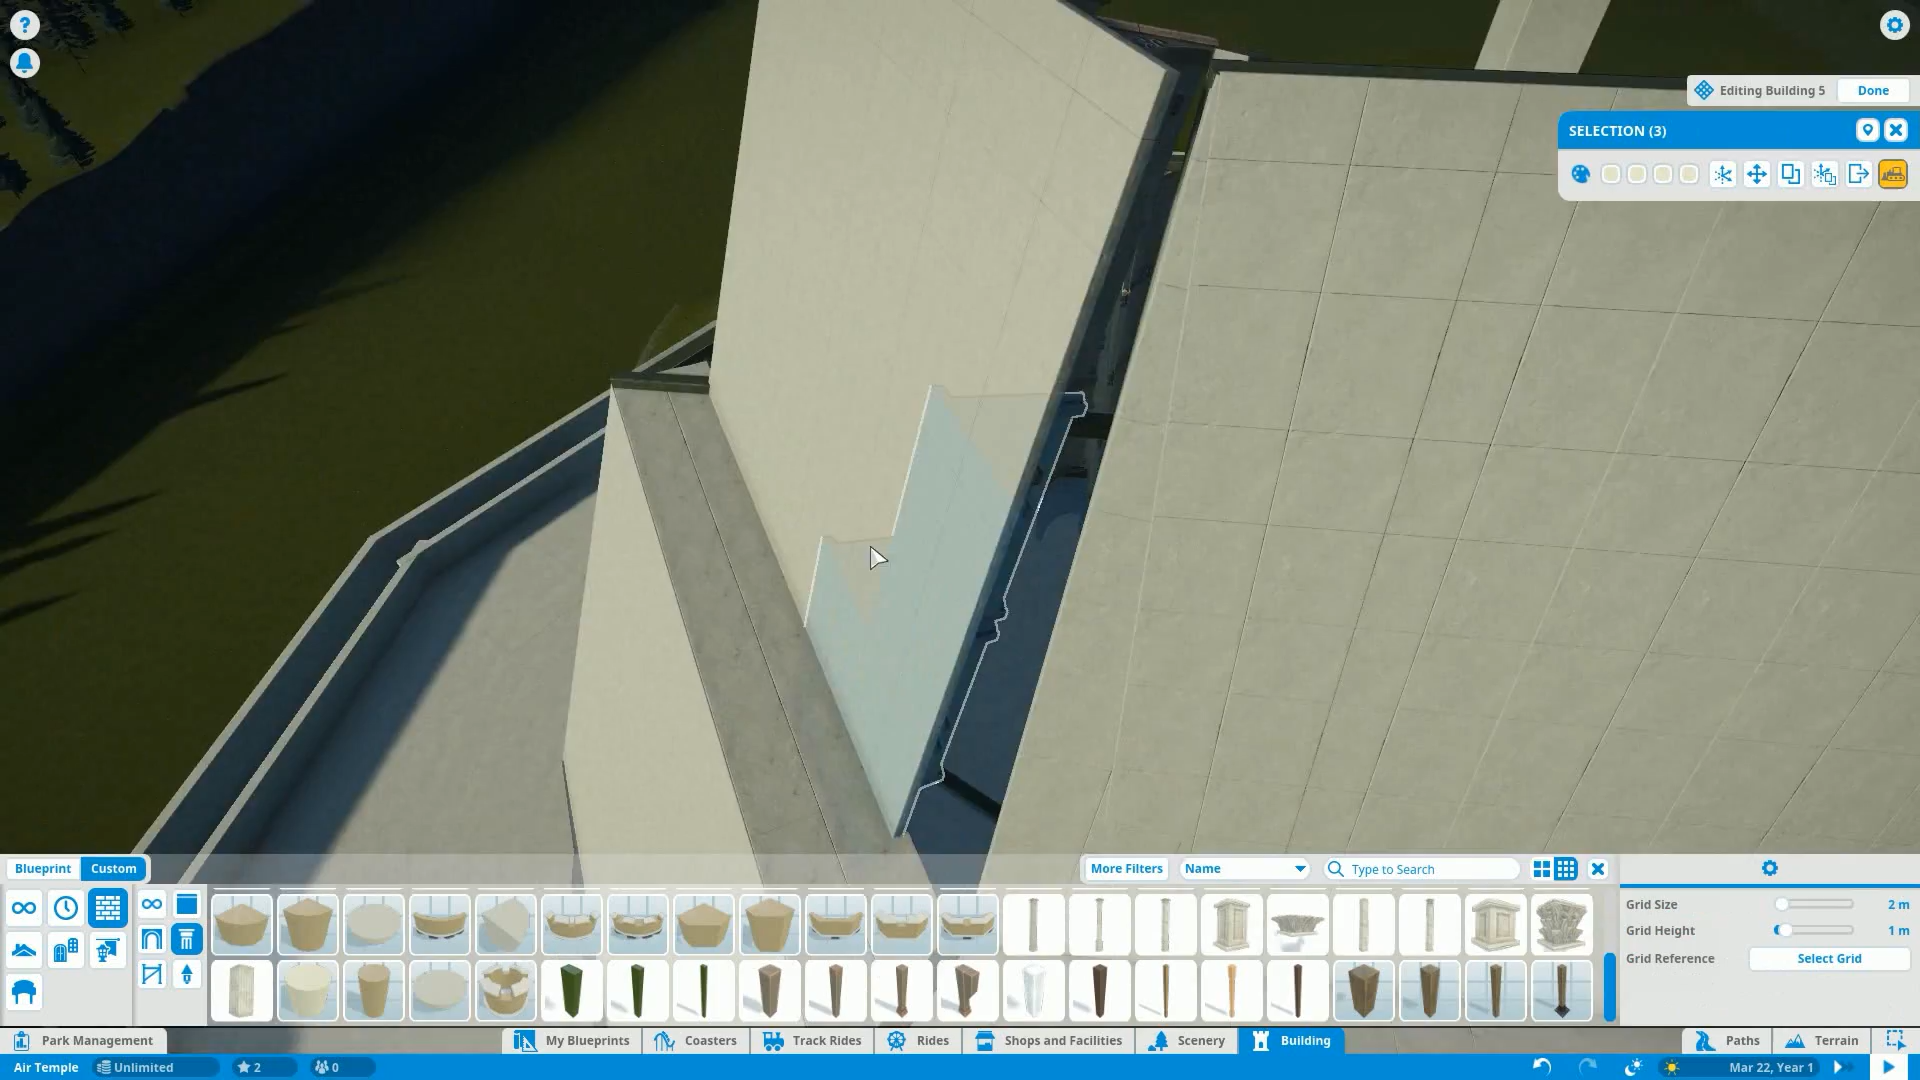 ?
Editing Building 5 Done
SELECTION (3)
Blueprint Custom
More Filters Name Type to Search
Grid Size 2 m
Grid Height 1 m
Grid Reference Select Grid
Park Management My Blueprints Coasters Track Rides Rides Shops and Facilities Scenery Building Paths Terrain
Air Temple Unlimited 2 0 Mar 22, Year 1